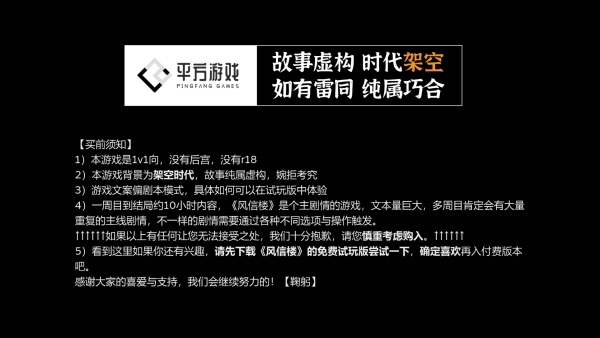 平方游戏
PINGFANG GAMES
故事虚构 时代架空
如有雷同 纯属巧合
【买前须知】
1）本游戏是1v1向，没有后宫，没有r18
2）本游戏背景为架空时代，故事纯属虚构，婉拒考究
3）游戏文案偏剧本模式，具体如何可以在试玩版中体验
4）一周目到结局约10小时内容，《风信楼》是个主剧情的游戏，文本量巨大，多周目肯定会有大量
重复的主线剧情，不一样的剧情需要通过各种不同选项与操作触发。
↑↑↑↑↑↑如果以上有任何让您无法接受之处，我们十分抱歉，请您慎重考虑购入。↑↑↑↑↑↑
5）看到这里如果你还有兴趣，请先下载《风信楼》的免费试玩版尝试一下，确定喜欢再入付费版本
吧。
感谢大家的喜爱与支持，我们会继续努力的！【鞠躬】